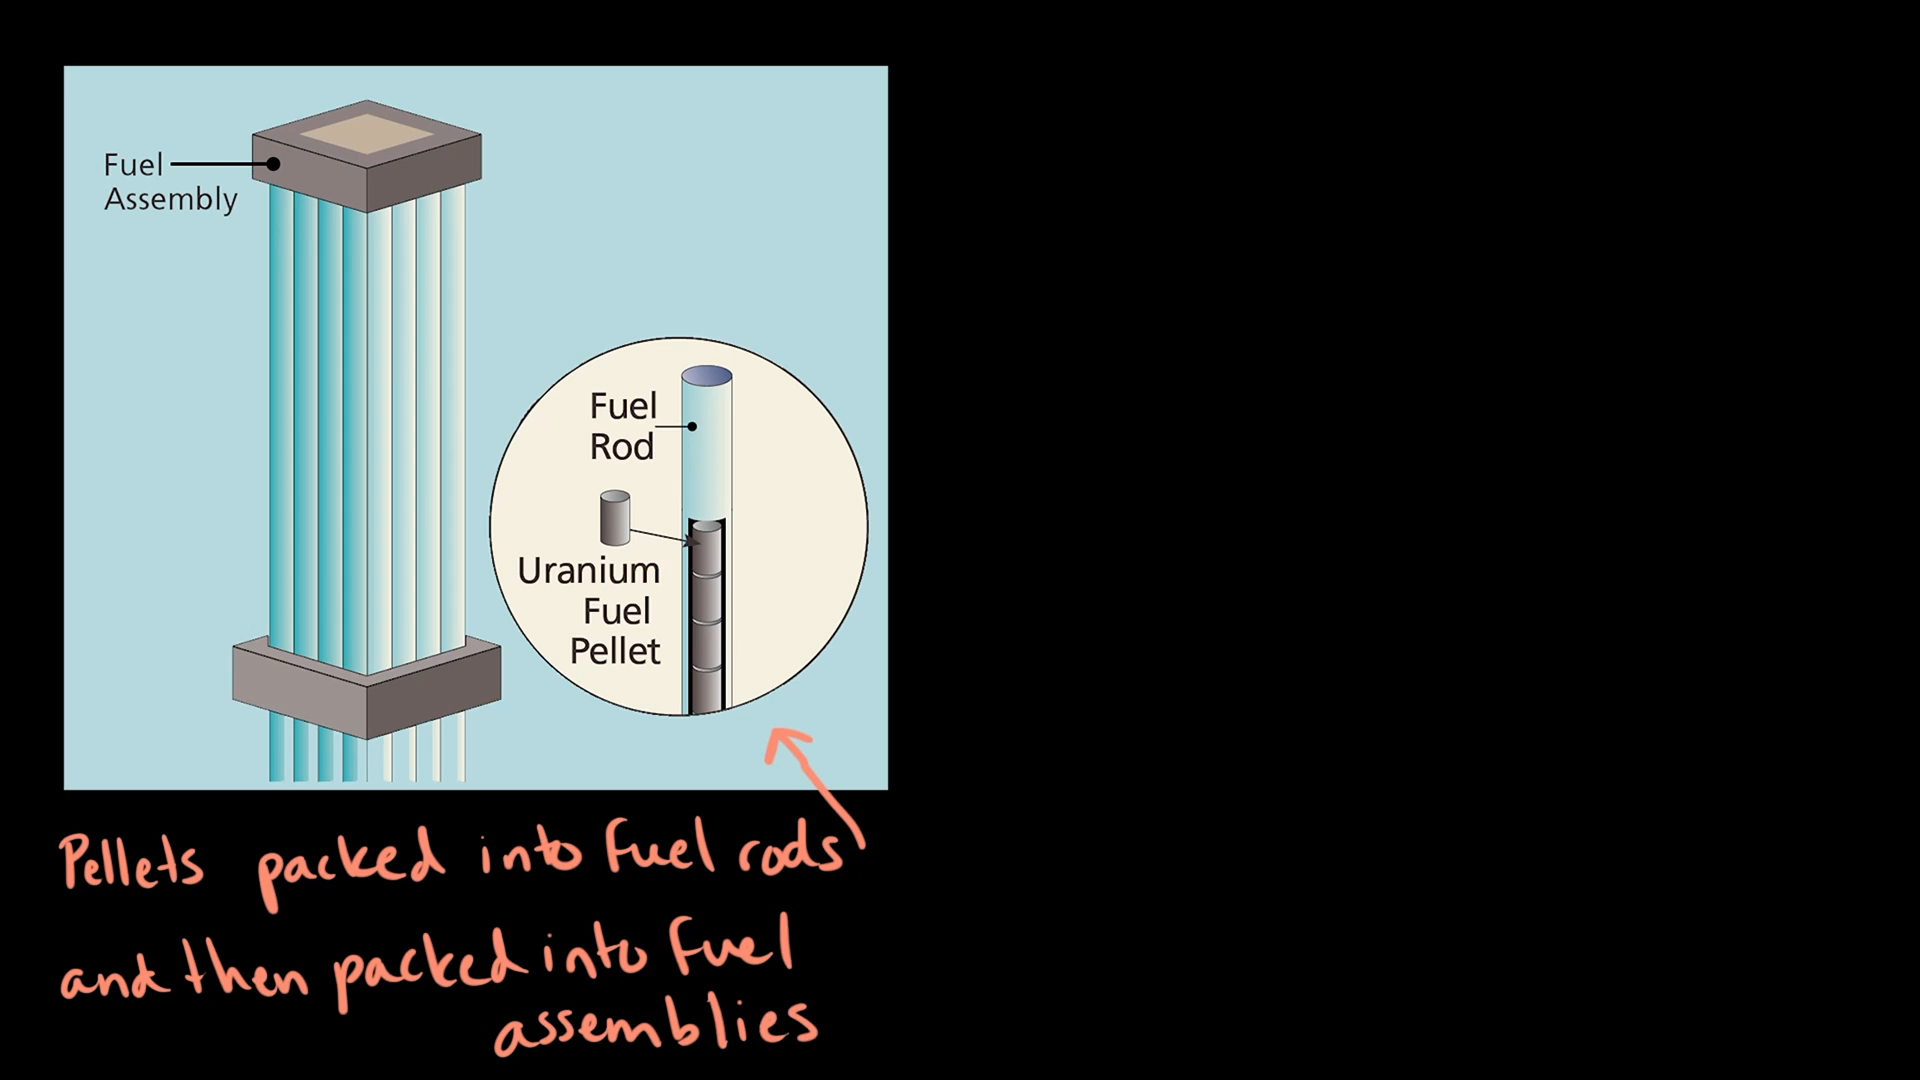 Fuel
Assembly
Fuel
Rod
Uranium
Fuel
Pellet
Pellets packed into fuel rods
and then packed into fuel
assemblies